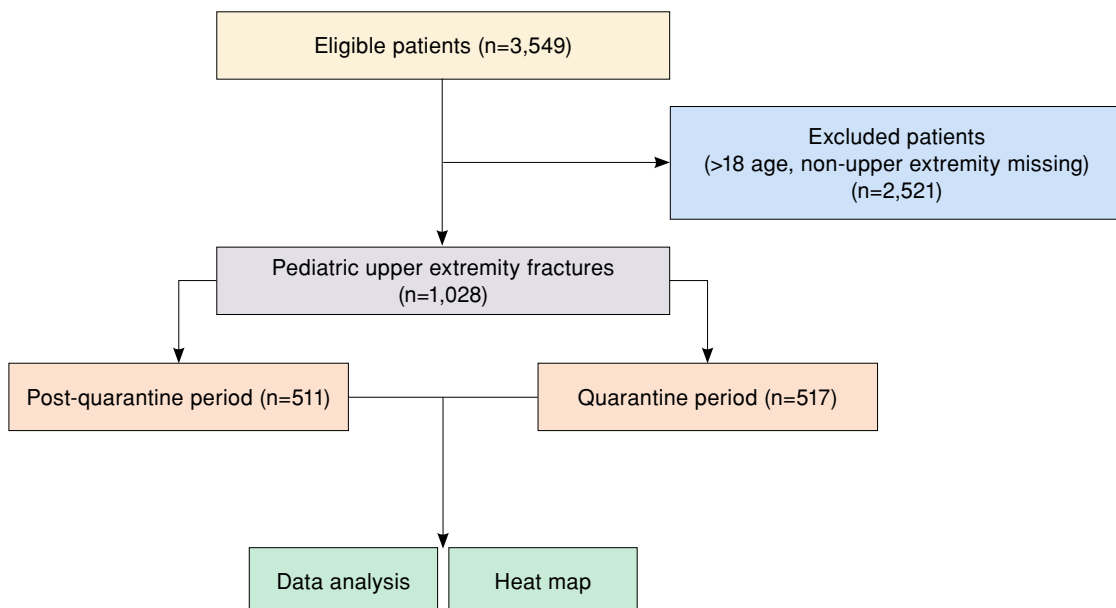 Eligible patients (n=3,549)
Excluded patients
(>18 age, non-upper extremity missing)
(n=2,521)
Pediatric upper extremity fractures
(n=1,028)
Post-quarantine period (n=511)
Quarantine period (n=517)
Data analysis
Heat map